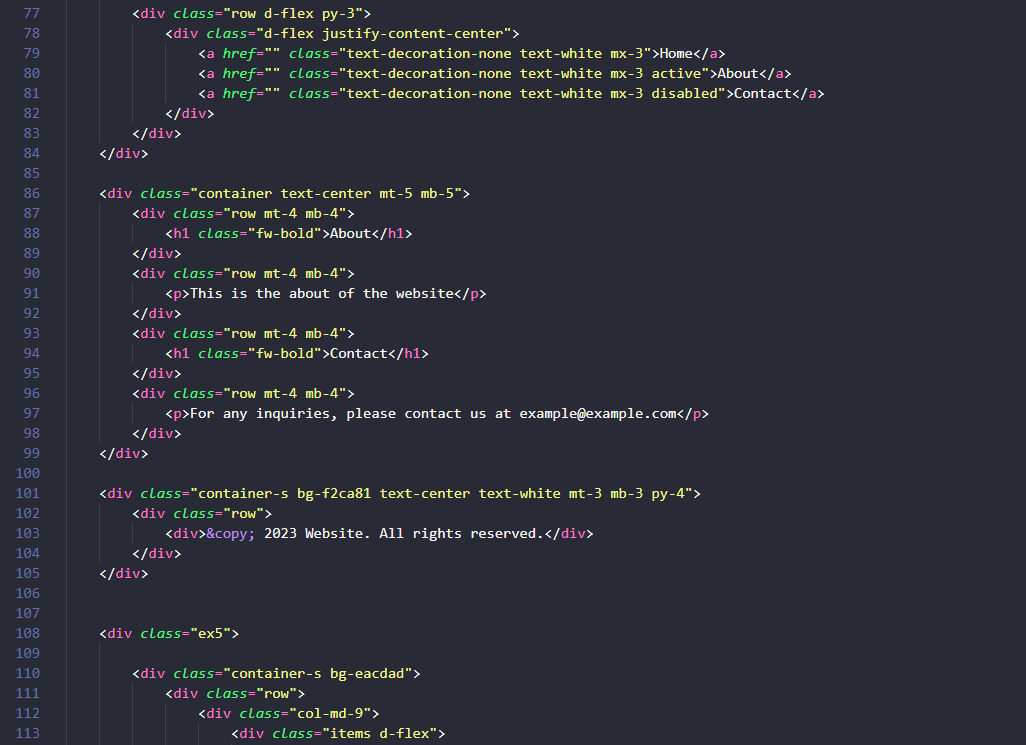 77 <div class="row d-flex py-3">
78 <div class="d-flex justify-content-center">
79 <a href="" class="text-decoration-none text-white mx-3">Home</a>
80 <a href="" class="text-decoration-none text-white mx-3 active">About</a>
81 <a href="" class="text-decoration-none text-white mx-3 disabled">Contact</a>
82 </div>
83 </div>
84 </div>
85
86 <div class="container text-center mt-5 mb-5">
87 <div class="row mt-4 mb-4">
88 <h1 class="fw-bold">About</h1>
89 </div>
90 <div class="row mt-4 mb-4">
91 <p>This is the about of the website</p>
92 </div>
93 <div class="row mt-4 mb-4">
94 <h1 class="fw-bold">Contact</h1>
95 </div>
96 <div class="row mt-4 mb-4">
97 <p>For any inquiries, please contact us at example@example.com</p>
98 </div>
99 </div>
100
101 <div class="container-s bg-f2ca81 text-center text-white mt-3 mb-3 py-4">
102 <div class="row">
103 <div>&copy; 2023 Website. All rights reserved.</div>
104 </div>
105 </div>
106
107
108 <div class="ex5">
109
110 <div class="container-s bg-eacdad">
111 <div class="row">
112 <div class="col-md-9">
113 <div class="items d-flex">